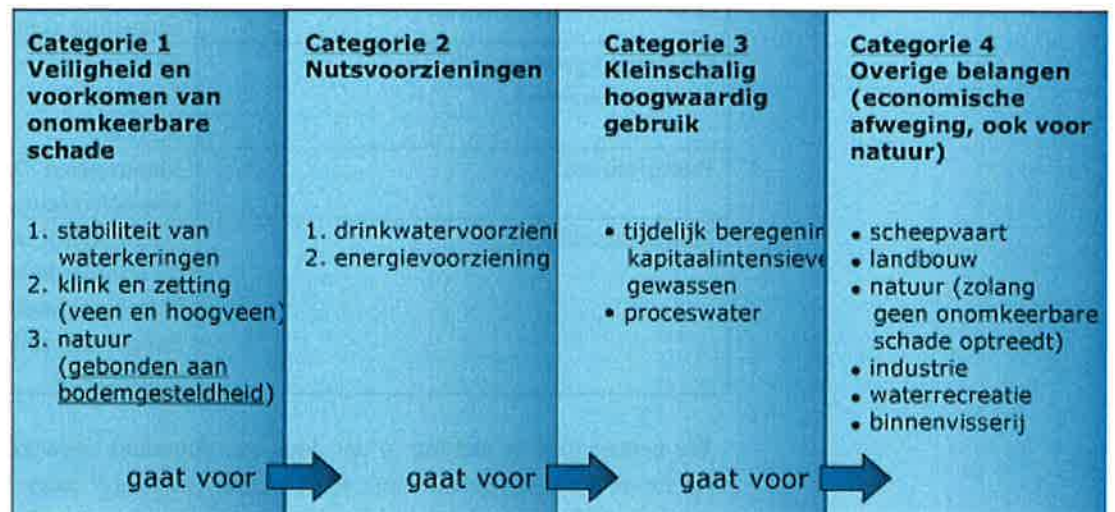 Categorie 1
Veiligheid en
voorkomen van
onomkeerbare
schade
1. stabiliteit van
waterkeringen
2. klink en zetting
(veen en hoogveen)
3. natuur
(gebonden aan
bodemgesteldheid)
gaat voor
Categorie 2
Nutsvoorzieningen
1. drinkwatervoorzieni
2. energievoorziening
gaat voor
Categorie 3
Kleinschalig
hoogwaardig
gebruik
• tijdelijk beregenin
kapitaalintensieve
gewassen
• proceswater
gaat voor
Categorie 4
Overige belangen
(economische
afweging, ook voor
natuur)
• scheepvaart
• landbouw
• natuur (zolang
geen onomkeerbare
schade optreedt)
• industrie
• waterrecreatie
• binnenvisserij